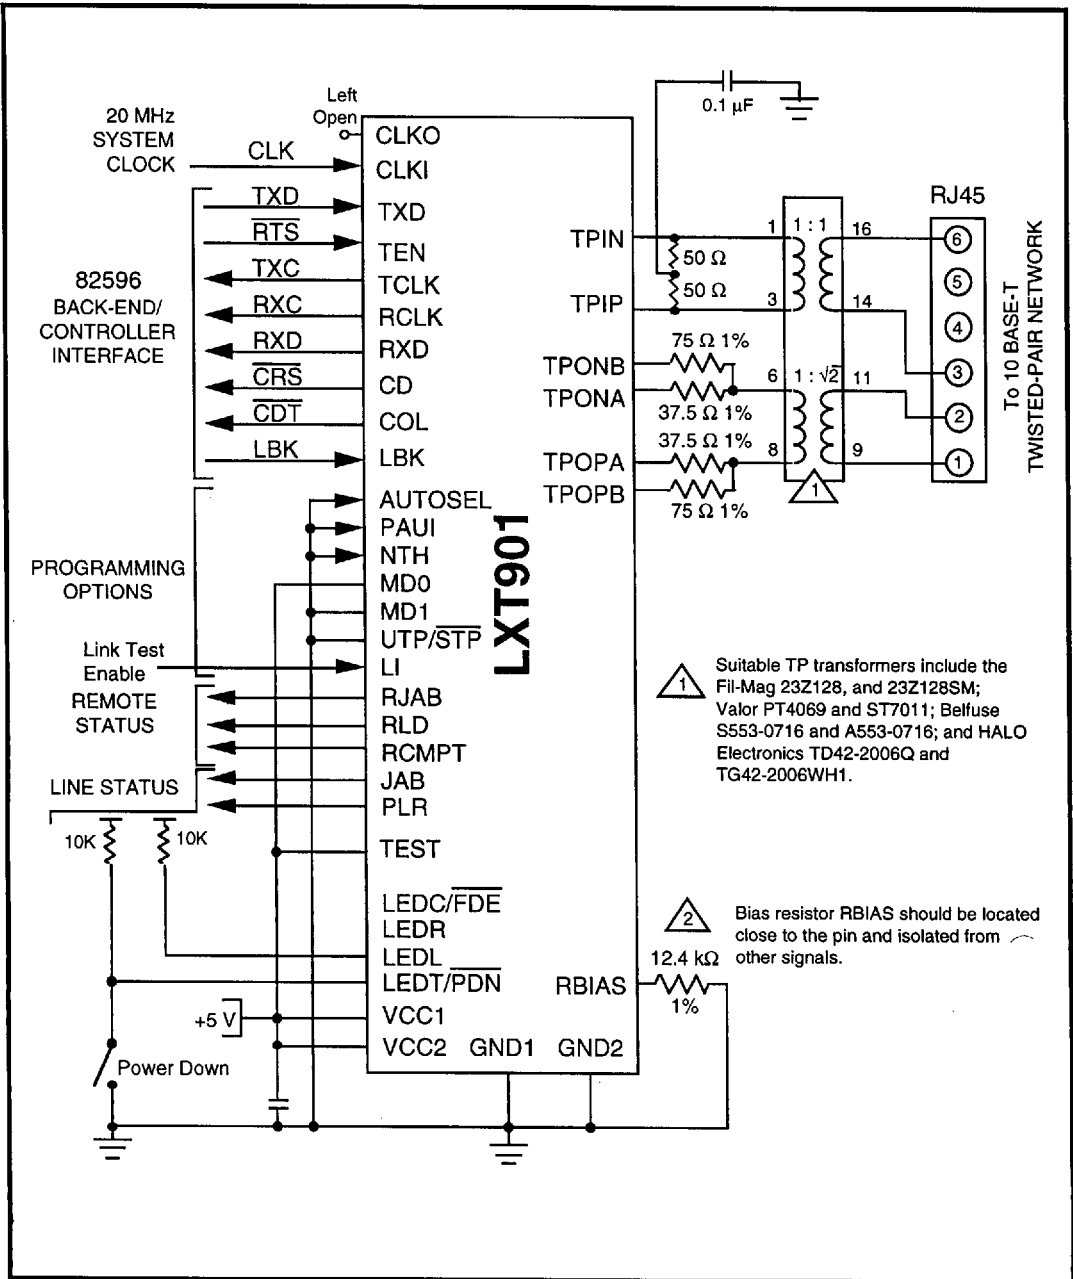 Left
Open
20 MHz
SYSTEM
CLOCK
CLK
TXD
RTS
TXC
RXC
RXD
CRS
CDT
LBK
82596
BACK-END/
CONTROLLER
INTERFACE
PROGRAMMING
OPTIONS
Link Test
Enable
REMOTE
STATUS
LINE STATUS
10K
10K
+5 V
Power Down
CLKO
CLKI
TXD
TEN
TCLK
RCLK
RXD
CD
COL
LBK
AUTOSEL
PAUI
NTH
MD0
MD1
UTP/STP
LI
RJAB
RLD
RCMPT
JAB
PLR
TEST
LEDC/FDE
LEDR
LEDL
LEDT/PDN
VCC1
VCC2
GND1
GND2
LXT901
TPIN
TPIP
TPONB
TPONA
TPOPA
TPOPB
RBIAS
0.1 µF
50 Ω
50 Ω
75 Ω 1%
37.5 Ω 1%
37.5 Ω 1%
75 Ω 1%
1
1 : 1
16
3
14
6
1 : √2
11
8
9
1
RJ45
6
5
4
3
2
1
To 10 BASE-T
TWISTED-PAIR NETWORK
1
Suitable TP transformers include the
Fil-Mag 23Z128, and 23Z128SM;
Valor PT4069 and ST7011; Belfuse
S553-0716 and A553-0716; and HALO
Electronics TD42-2006Q and
TG42-2006WH1.
2
Bias resistor RBIAS should be located
close to the pin and isolated from
other signals.
12.4 kΩ
1%